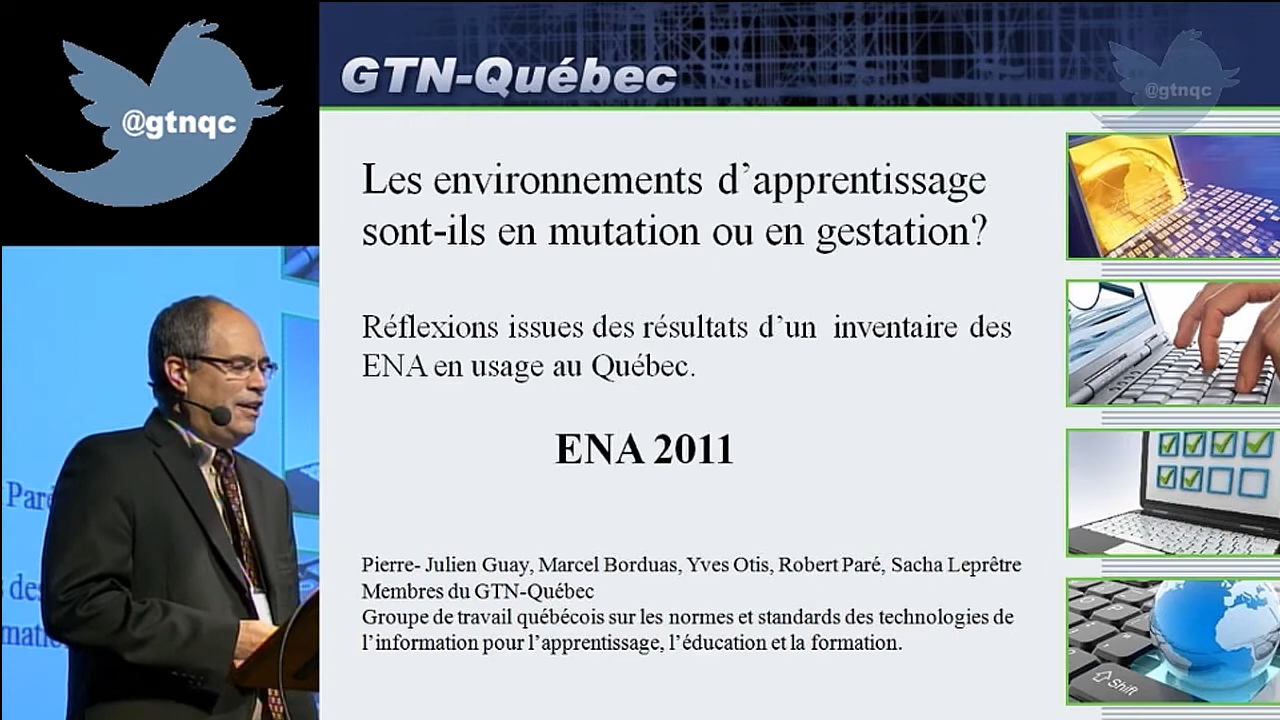 @gtnqc
GTN-Québec
@gtnqc
Les environnements d’apprentissage
sont-ils en mutation ou en gestation?
Réflexions issues des résultats d’un inventaire des
ENA en usage au Québec.
ENA 2011
Pierre- Julien Guay, Marcel Borduas, Yves Otis, Robert Paré, Sacha Leprêtre
Membres du GTN-Québec
Groupe de travail québécois sur les normes et standards des technologies de
l’information pour l’apprentissage, l’éducation et la formation.
Paré
des
Shift